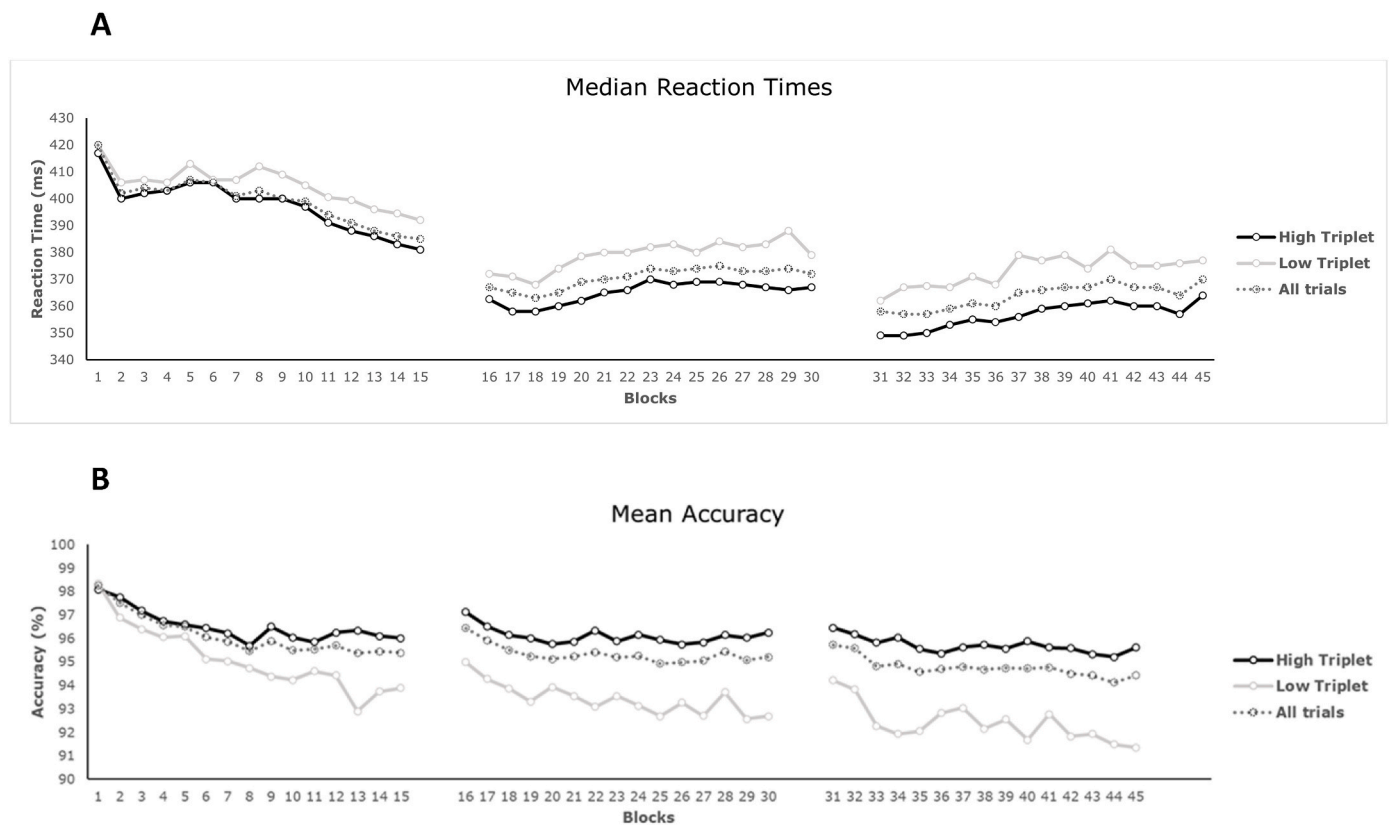 A
Median Reaction Times
430
420
410
400
390
380
370
360
350
340
Reaction Time (ms)
1 2 3 4 5 6 7 8 9 10 11 12 13 14 15 16 17 18 19 20 21 22 23 24 25 26 27 28 29 30 31 32 33 34 35 36 37 38 39 40 41 42 43 44 45
Blocks
High Triplet
Low Triplet
All trials
B
Mean Accuracy
100
99
98
97
96
95
94
93
92
91
90
Accuracy (%)
1 2 3 4 5 6 7 8 9 10 11 12 13 14 15 16 17 18 19 20 21 22 23 24 25 26 27 28 29 30 31 32 33 34 35 36 37 38 39 40 41 42 43 44 45
Blocks
High Triplet
Low Triplet
All trials